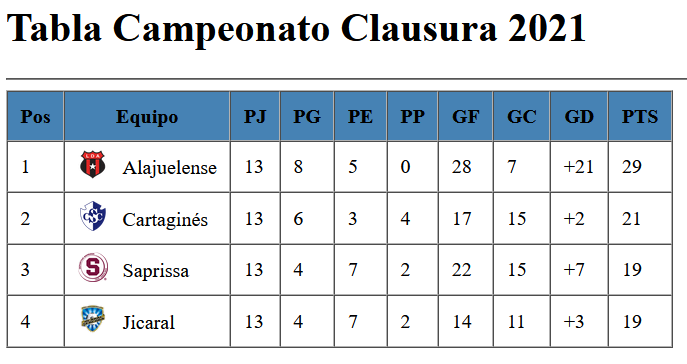 Tabla Campeonato Clausura 2021
Pos Equipo PJ PG PE PP GF GC GD PTS
1 LDA Alajuelense 13 8 5 0 28 7 +21 29
2 CSC Cartaginés 13 6 3 4 17 15 +2 21
3 S Saprissa 13 4 7 2 22 15 +7 19
4 Jicaral 13 4 7 2 14 11 +3 19